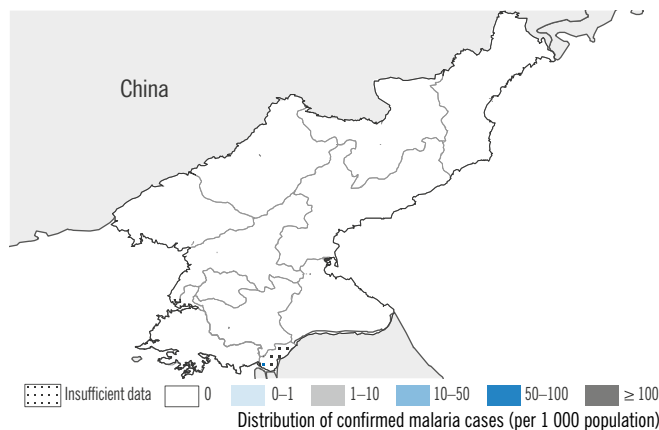 China
Insufficient data 0 0–1 1–10 10–50 50–100 ≥ 100
Distribution of confirmed malaria cases (per 1 000 population)